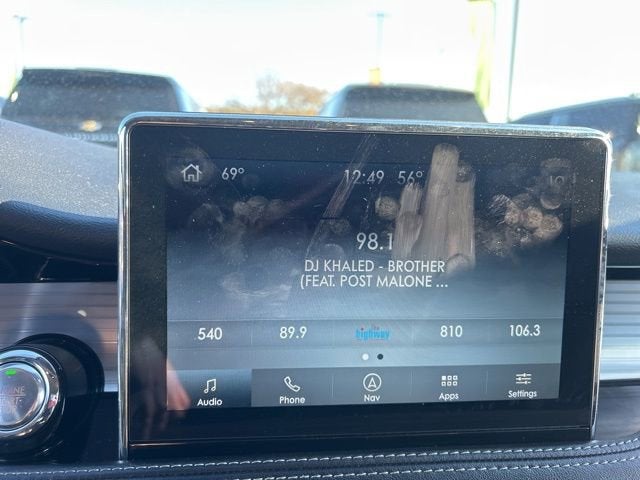 69° 12:49 56°
98.1
DJ KHALED - BROTHER
(FEAT. POST MALONE ...
540 89.9 the highway 810 106.3
Audio Phone Nav Apps Settings